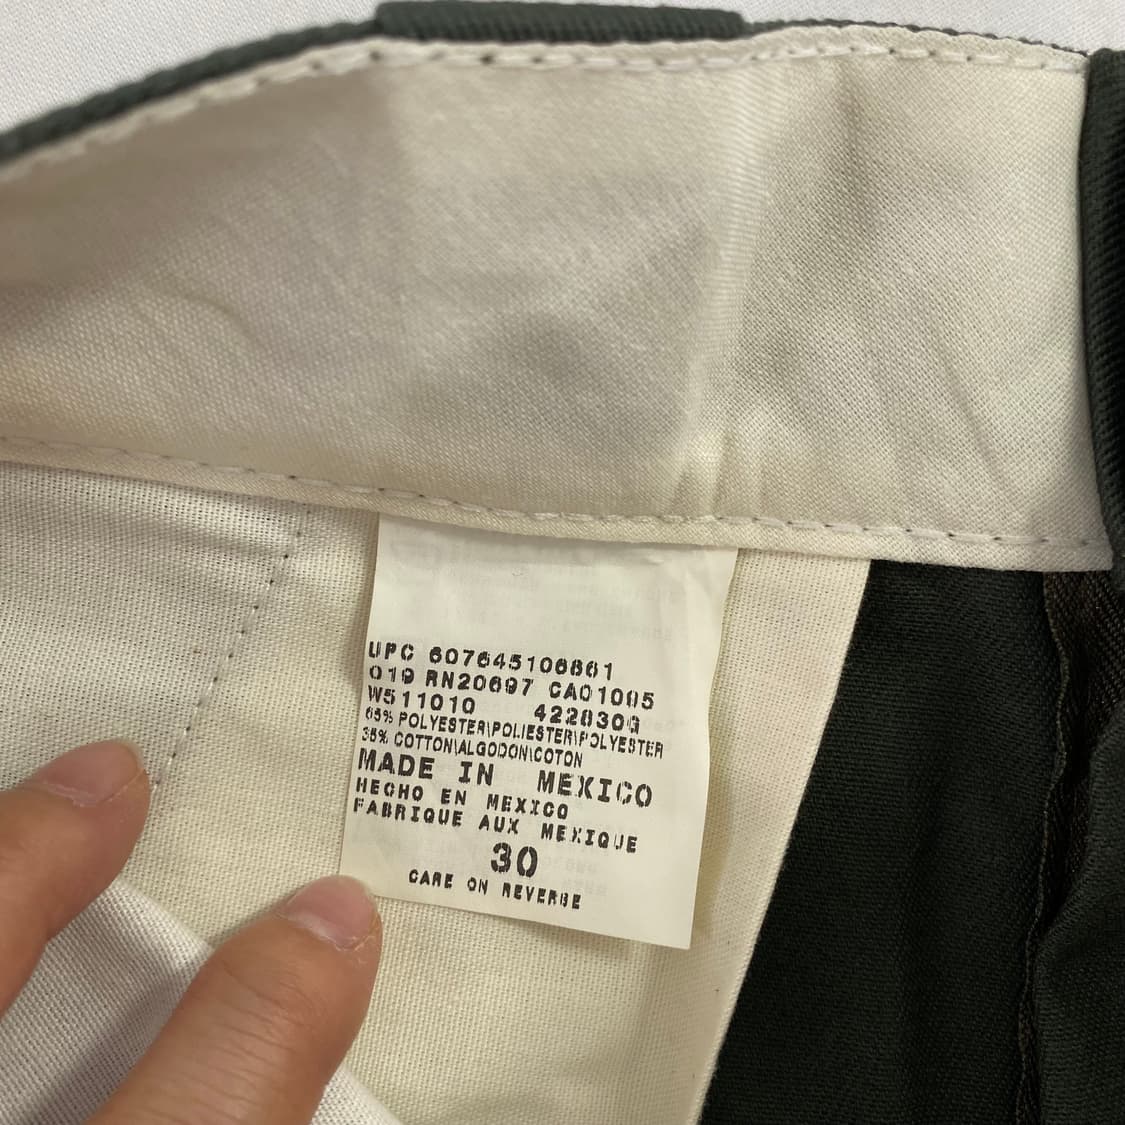 UPC 607645106861
019 RN20697 CA01005
W511010 422830G
65% POLYESTER\POLIESTER\POLYESTER
35% COTTON\ALGODON\COTON
MADE IN MEXICO
HECHO EN MEXICO
FABRIQUE AUX MEXIQUE
30
CARE ON REVERSE